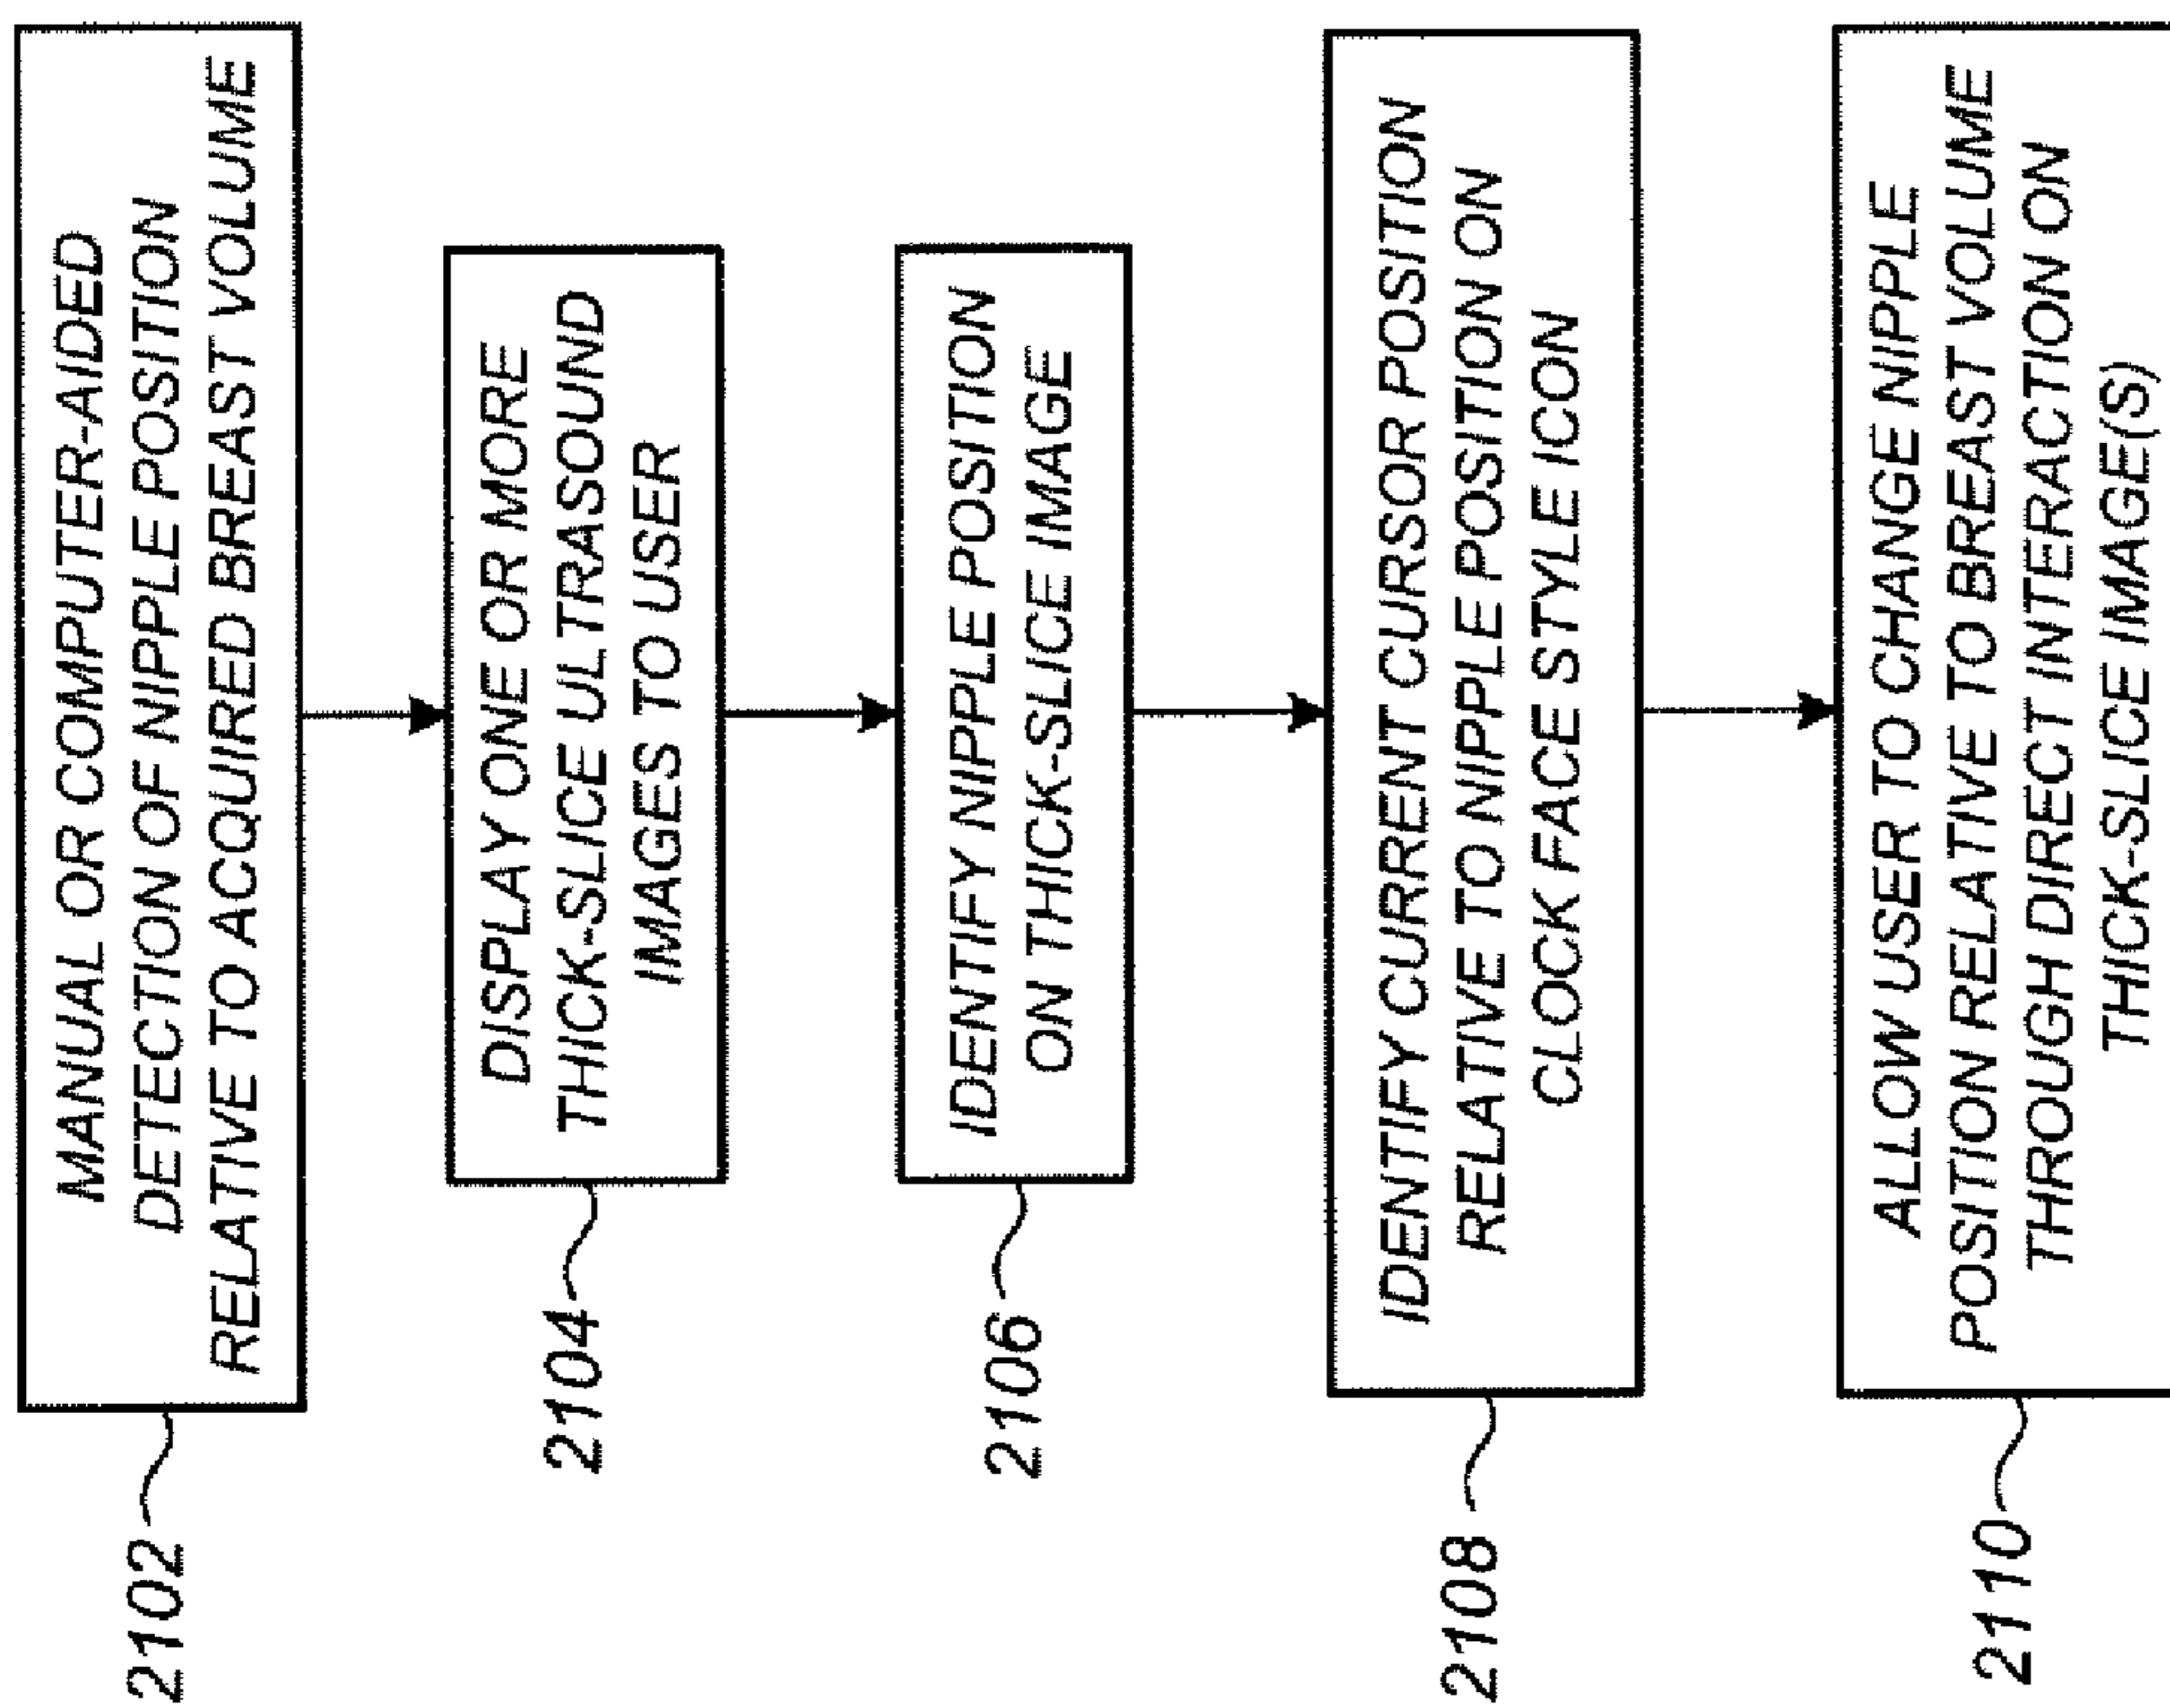 MANUAL OR COMPUTER-AIDED
DETECTION OF NIPPLE POSITION
RELATIVE TO ACQUIRED BREAST VOLUME
2102
DISPLAY ONE OR MORE
THICK-SLICE ULTRASOUND
IMAGES TO USER
2104
IDENTIFY NIPPLE POSITION
ON THICK-SLICE IMAGE
2106
IDENTIFY CURRENT CURSOR POSITION
RELATIVE TO NIPPLE POSITION ON
CLOCK FACE STYLE ICON
2108
ALLOW USER TO CHANGE NIPPLE
POSITION RELATIVE TO BREAST VOLUME
THROUGH DIRECT INTERACTION ON
THICK-SLICE IMAGE(S)
2110